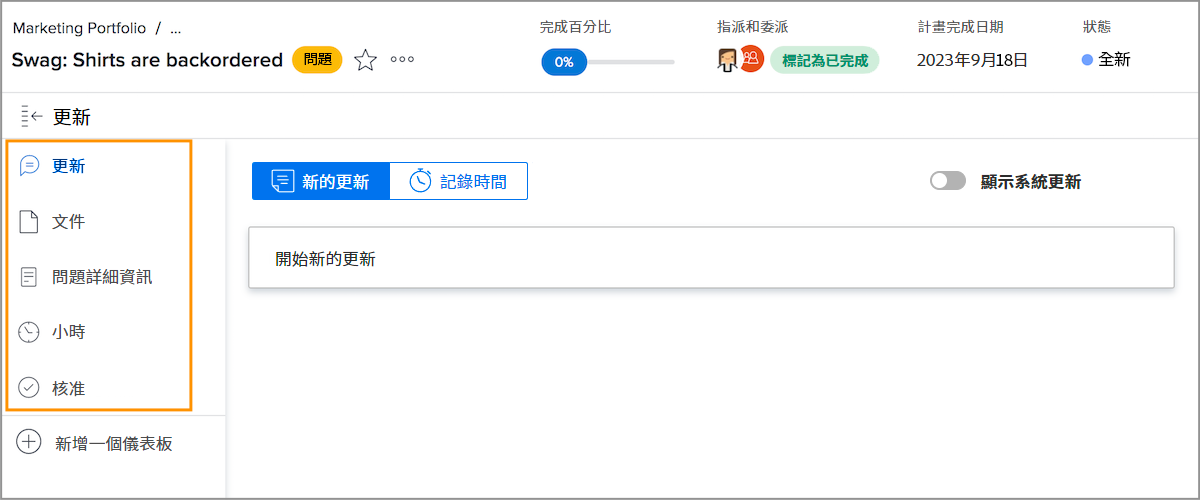 Marketing Portfolio / ...
Swag: Shirts are backordered 問題
完成百分比
0%
指派和委派
標記為已完成
計畫完成日期
2023年9月18日
狀態
全新
更新
更新
文件
問題詳細資訊
小時
核准
新增一個儀表板
新的更新
記錄時間
顯示系統更新
開始新的更新